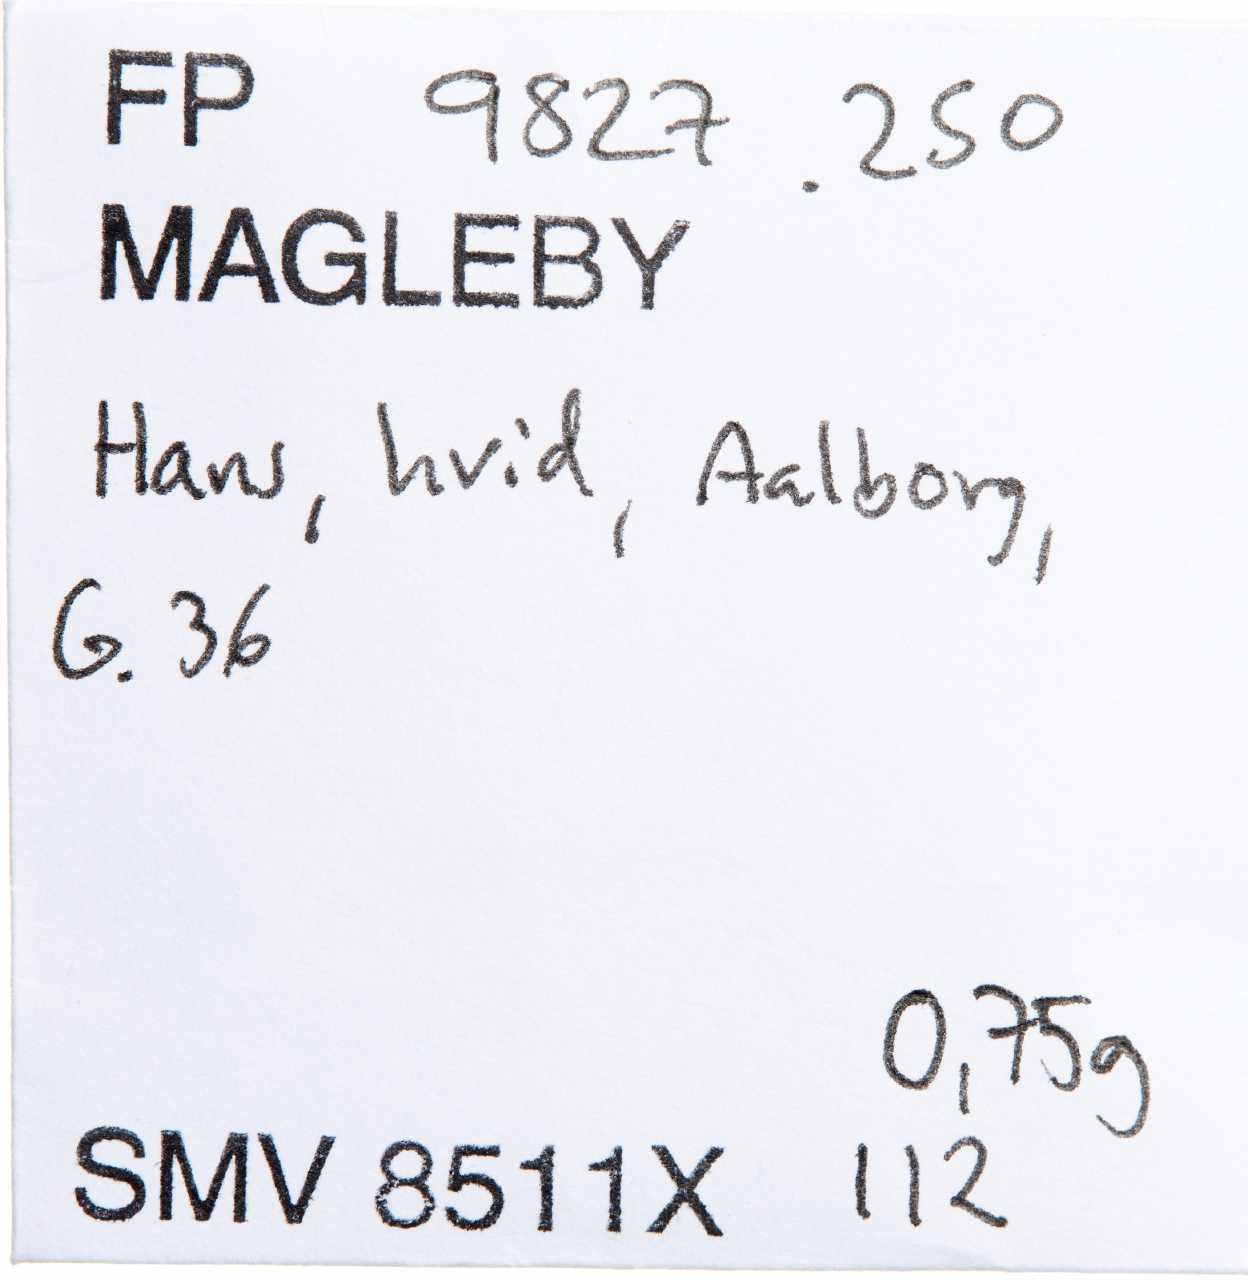 FP 9827.250
MAGLEBY
Hans, hvid, Aalborg,
G. 36
0,75g
SMV 8511X 112